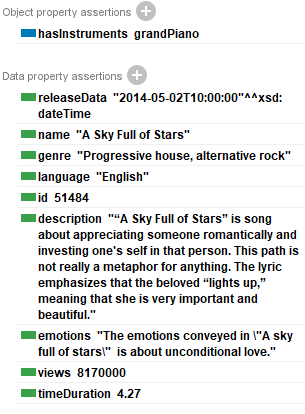 Object property assertions
hasInstruments grandPiano
Data property assertions
releaseData "2014-05-02T10:00:00"^^xsd:
dateTime
name "A Sky Full of Stars"
genre "Progressive house, alternative rock"
language "English"
id 51484
description "“A Sky Full of Stars” is song
about appreciating someone romantically and
investing one's self in that person. This path is
not really a metaphor for anything. The lyric
emphasizes that the beloved “lights up,”
meaning that she is very important and
beautiful."
emotions "The emotions conveyed in \"A sky
full of stars\"  is about unconditional love."
views 8170000
timeDuration 4.27